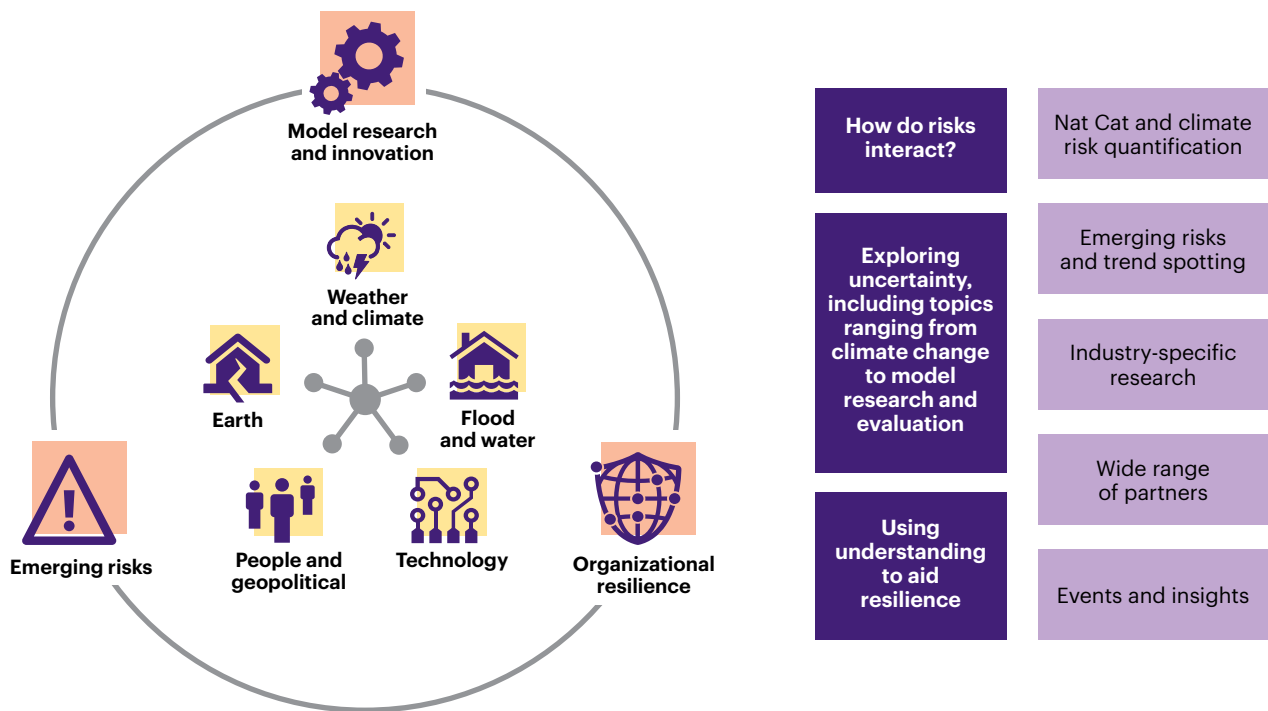 Model research
and innovation
Weather
and climate
Earth
Flood
and water
People and
geopolitical
Technology
Emerging risks
Organizational
resilience
How do risks
interact?
Exploring
uncertainty,
including topics
ranging from
climate change
to model
research and
evaluation
Using
understanding
to aid
resilience
Nat Cat and climate
risk quantification
Emerging risks
and trend spotting
Industry-specific
research
Wide range
of partners
Events and insights